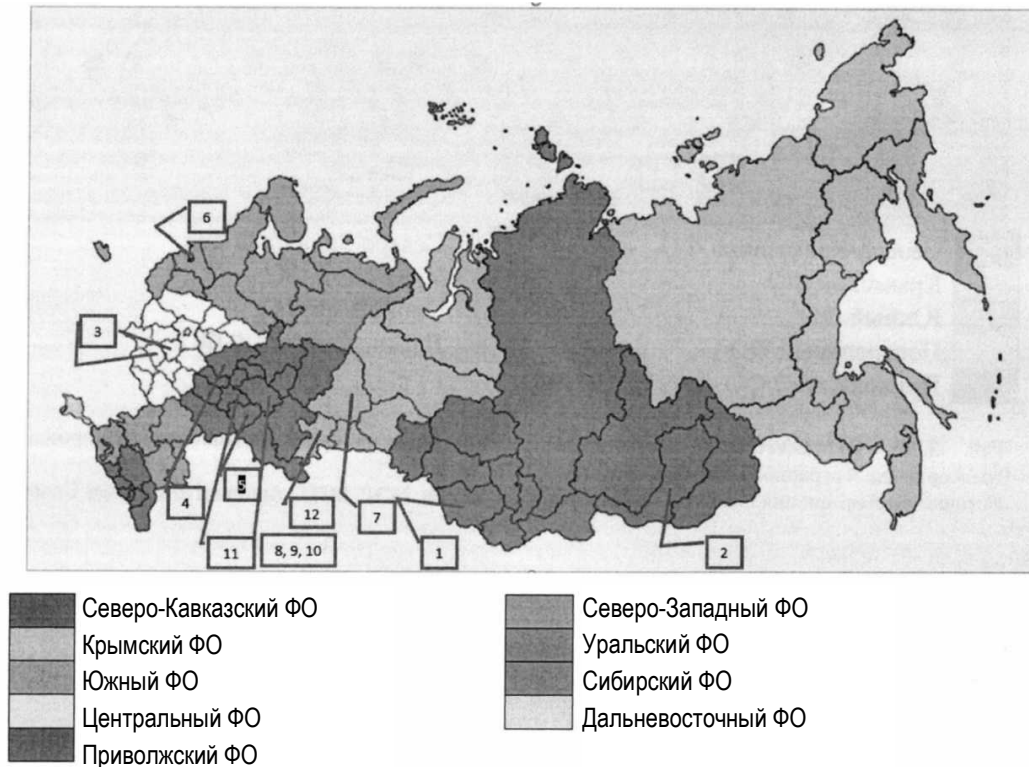 6
3
4
5
12
7
11
8, 9, 10
1
2
Северо-Кавказский ФО
Крымский ФО
Южный ФО
Центральный ФО
Приволжский ФО
Северо-Западный ФО
Уральский ФО
Сибирский ФО
Дальневосточный ФО